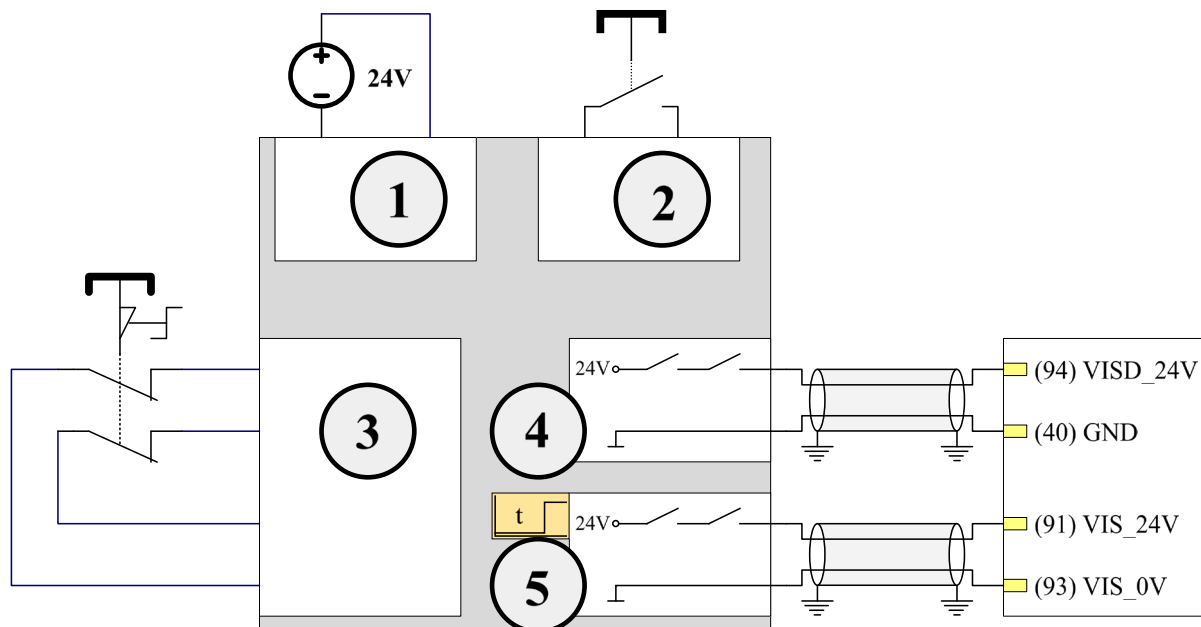 24V
1
2
3
4
24V
(94) VISD_24V
(40) GND
t
24V
5
(91) VIS_24V
(93) VIS_0V